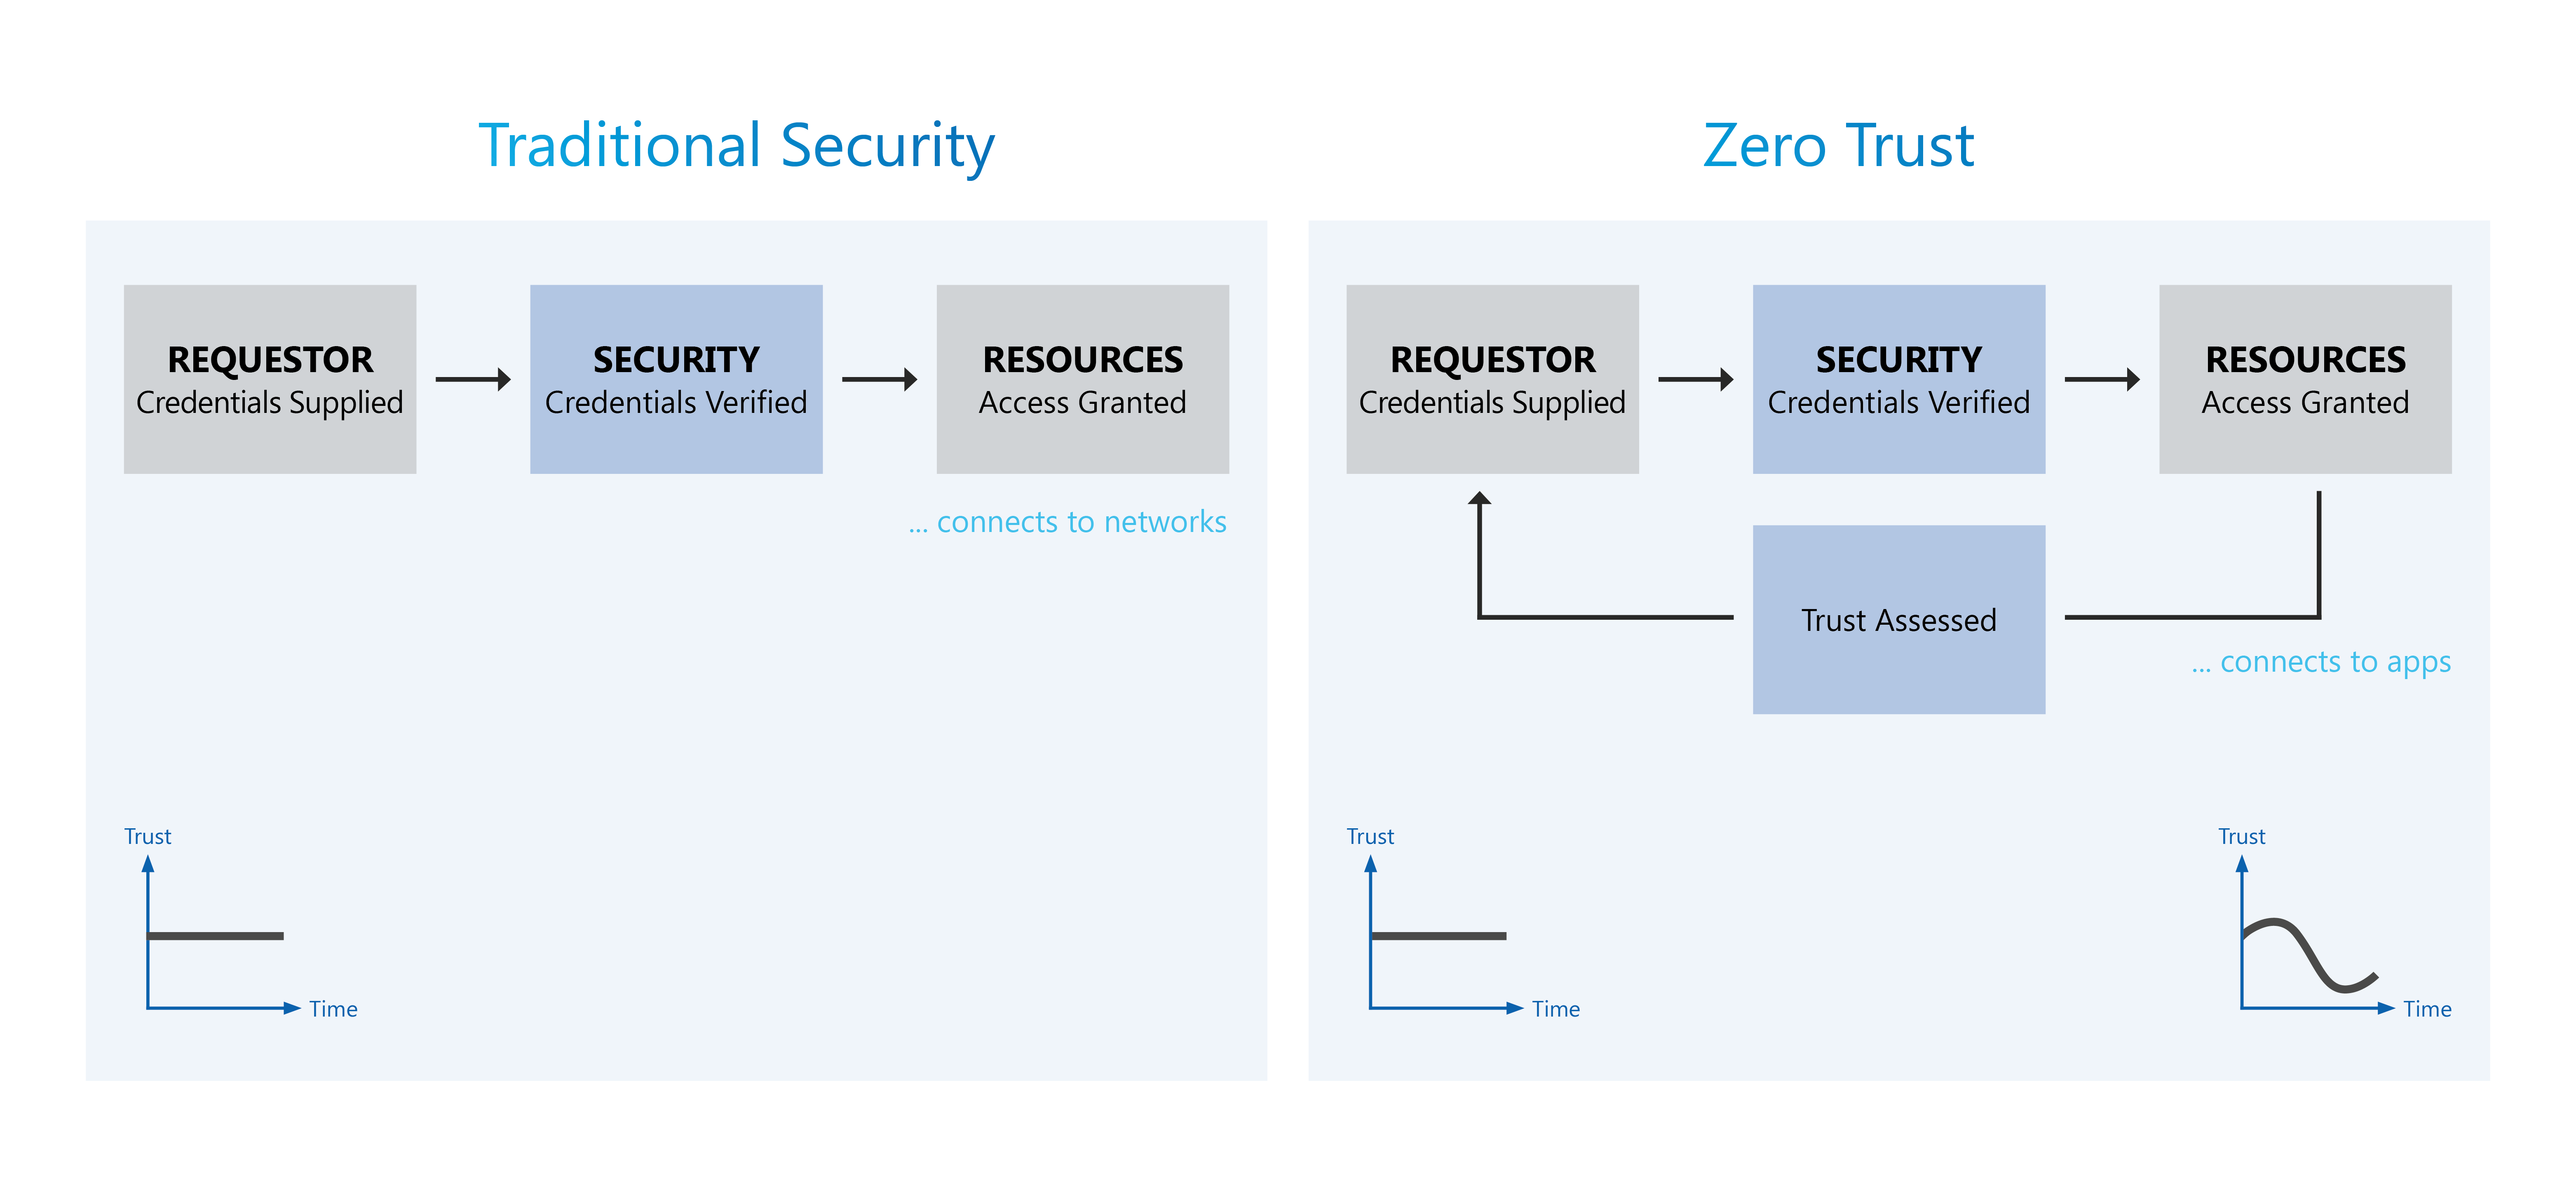 Traditional Security
REQUESTOR
Credentials Supplied
SECURITY
Credentials Verified
RESOURCES
Access Granted
... connects to networks
Trust
Time
Zero Trust
REQUESTOR
Credentials Supplied
SECURITY
Credentials Verified
RESOURCES
Access Granted
Trust Assessed
... connects to apps
Trust
Time
Trust
Time